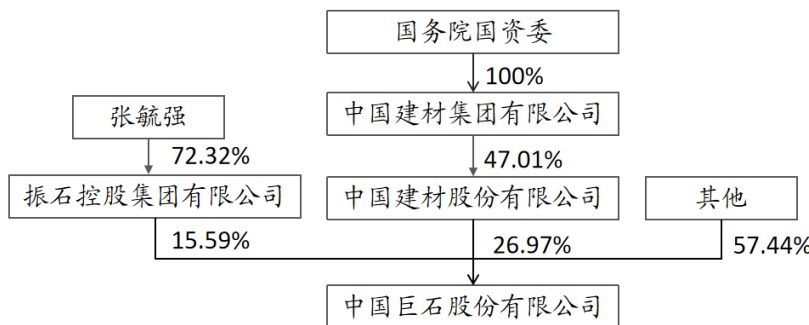 国务院国资委
100%
张毓强
中国建材集团有限公司
72.32%
47.01%
振石控股集团有限公司
中国建材股份有限公司
其他
15.59%
26.97%
57.44%
中国巨石股份有限公司